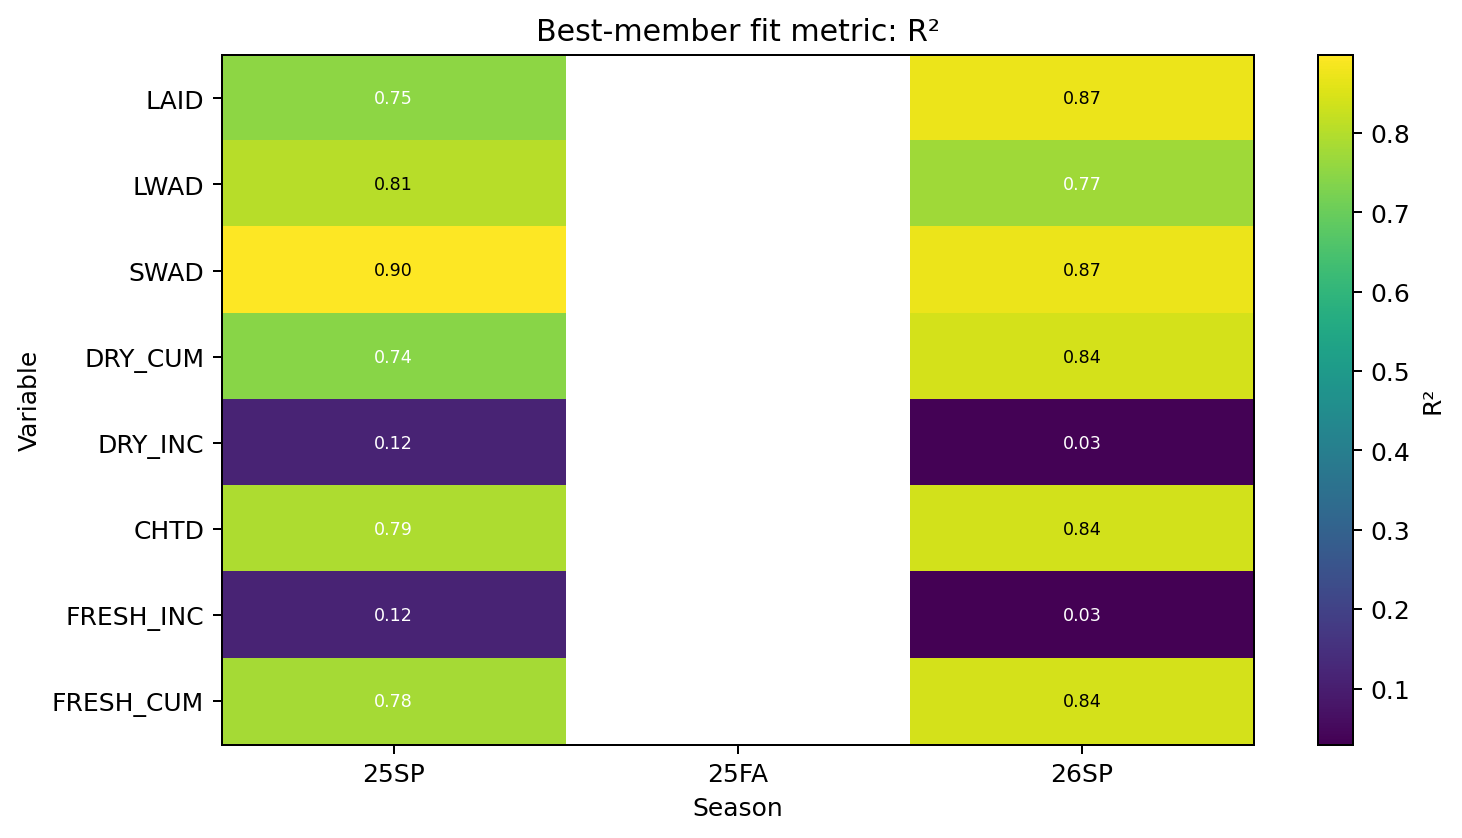 Best-member fit metric: R²
LAID 0.75 0.87
LWAD 0.81 0.77
SWAD 0.90 0.87
DRY_CUM 0.74 0.84
DRY_INC 0.12 0.03
CHTD 0.79 0.84
FRESH_INC 0.12 0.03
FRESH_CUM 0.78 0.84
Variable
25SP 25FA 26SP
Season
0.8
0.7
0.6
0.5
0.4
0.3
0.2
0.1
R²